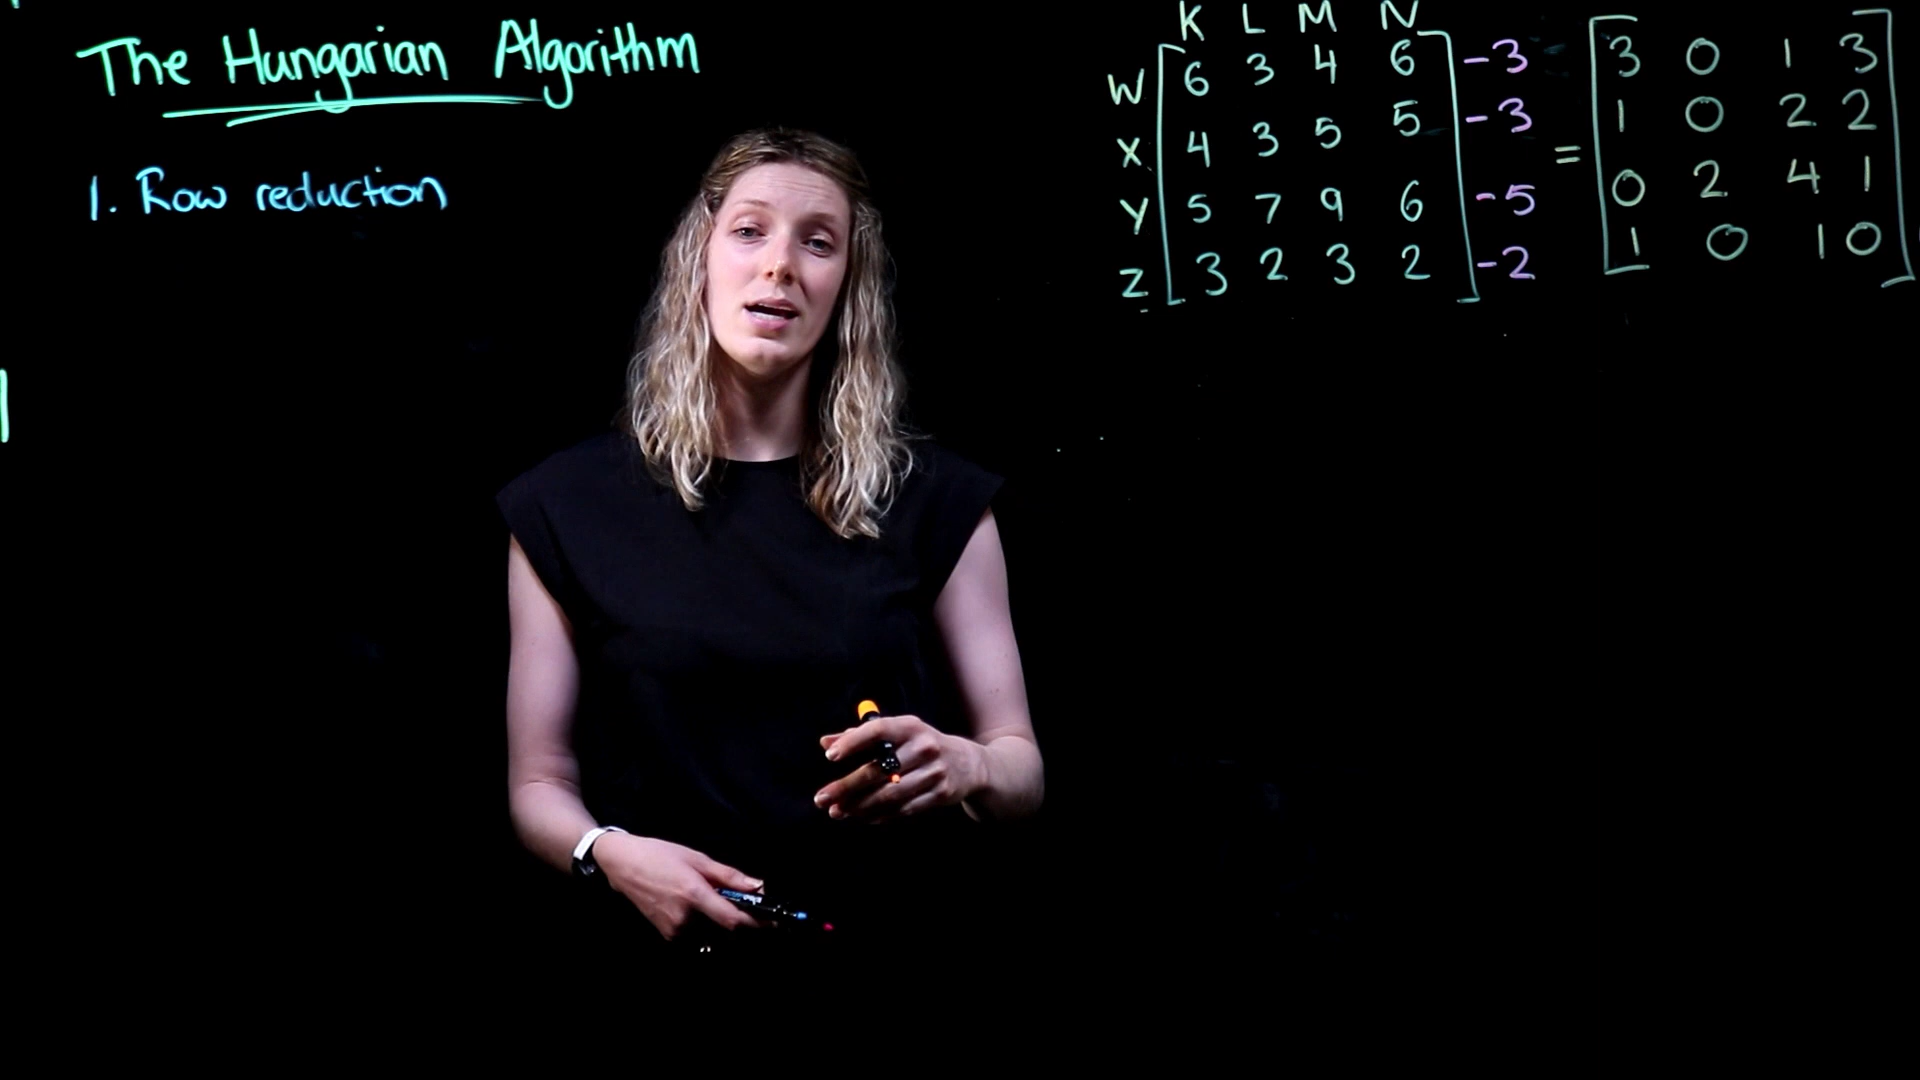 The Hungarian Algorithm
1. Row reduction
K L M N
W 6 3 4 6 -3 3 0 1 3
X 4 3 5 5 -3 1 0 2 2
=
Y 5 7 9 6 -5 0 2 4 1
Z 3 2 3 2 -2 1 0 1 0